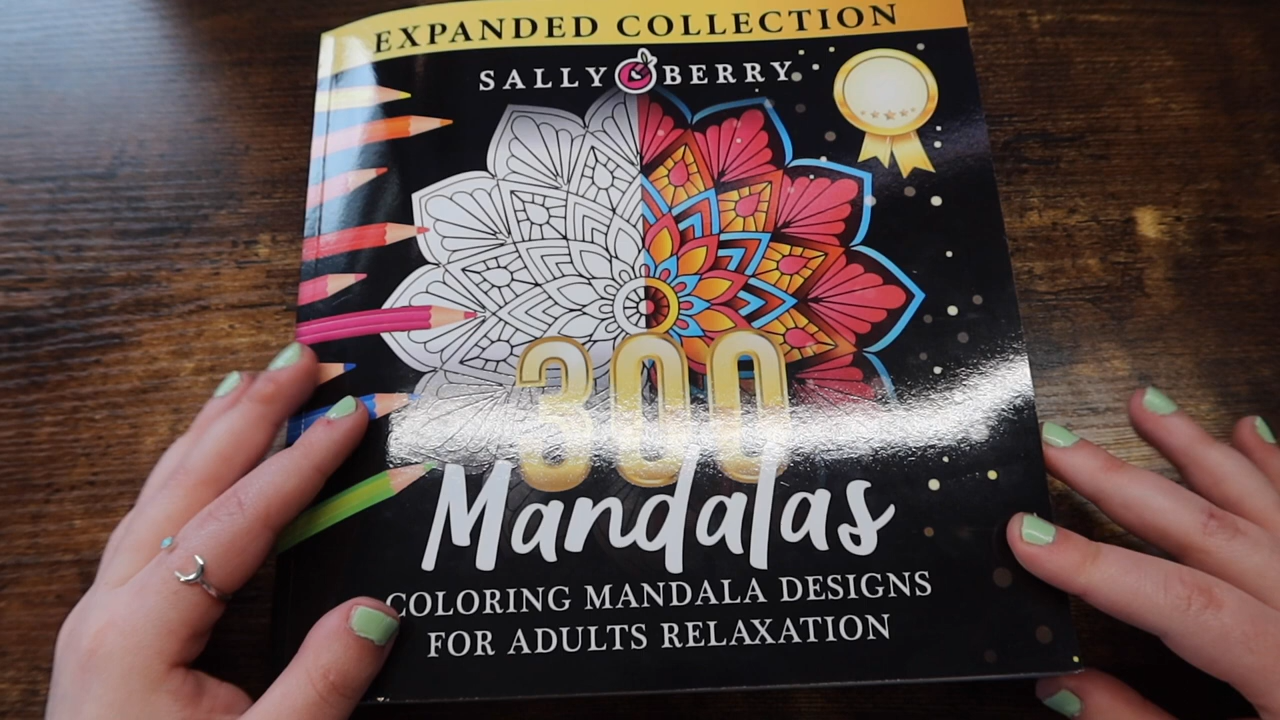 EXPANDED COLLECTION
SALLY BERRY
300
Mandalas
COLORING MANDALA DESIGNS
FOR ADULTS RELAXATION